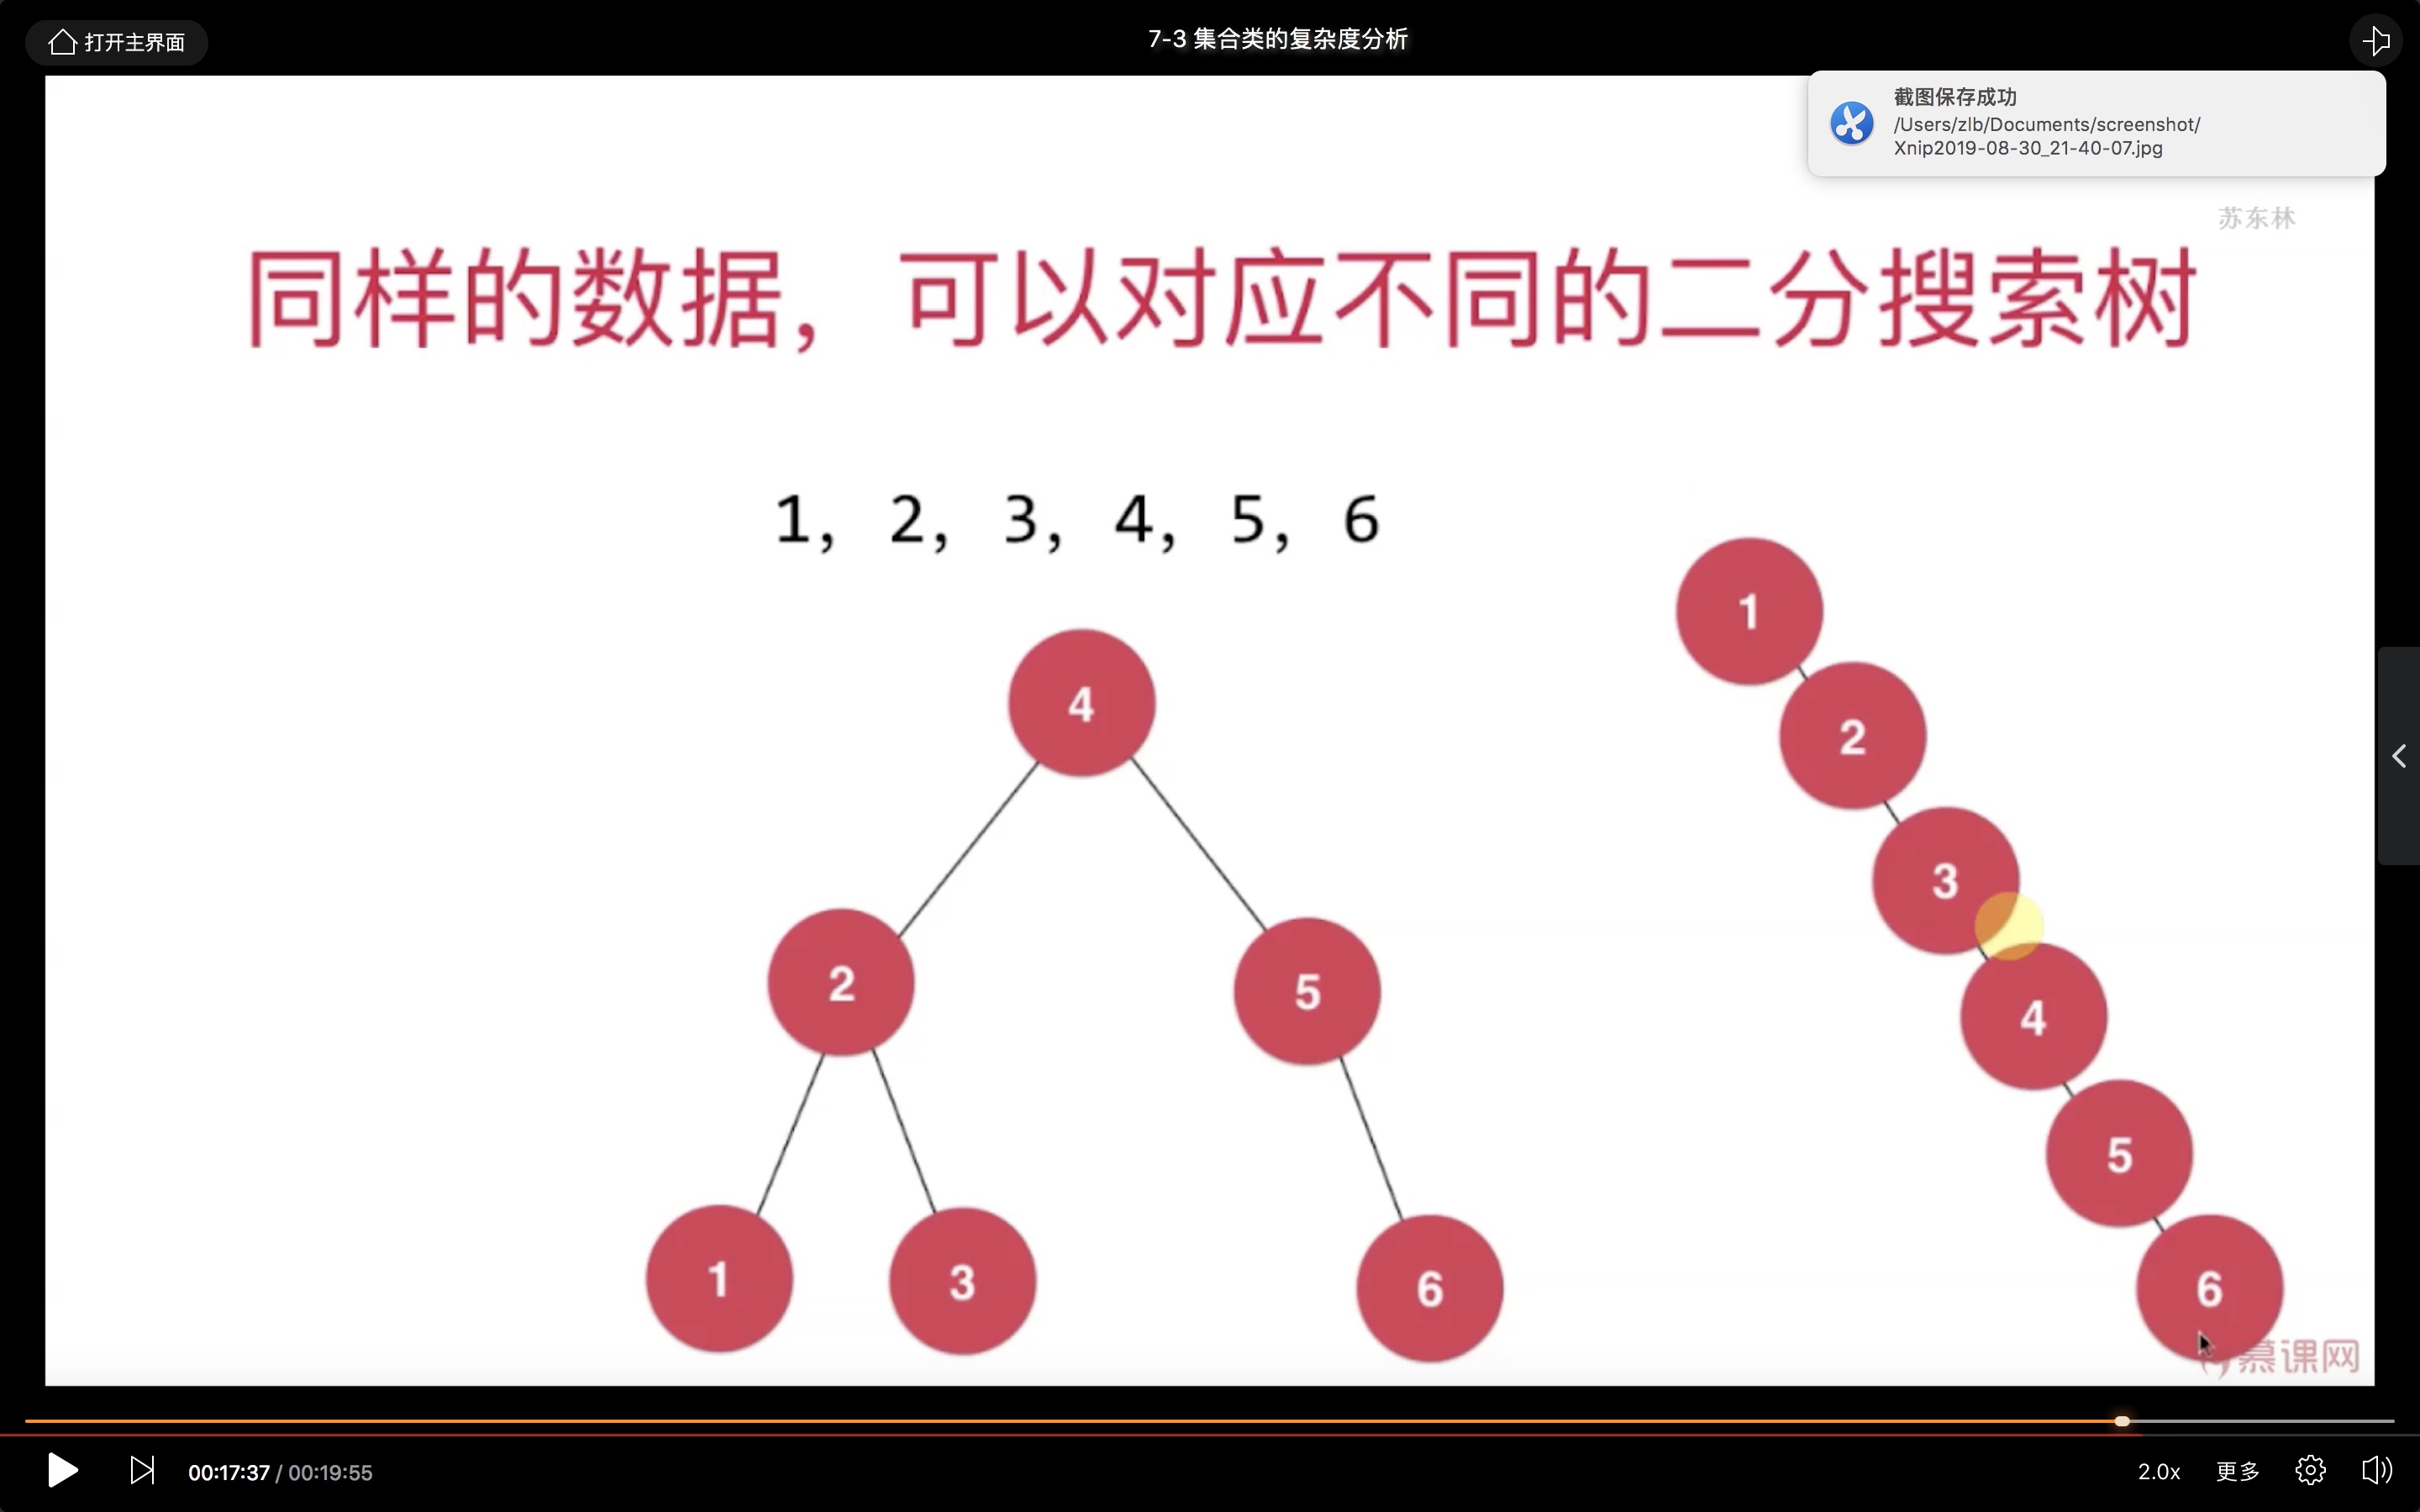 打开主界面
7-3 集合类的复杂度分析
截图保存成功
/Users/zlb/Documents/screenshot/
Xnip2019-08-30_21-40-07.jpg
苏东林
同样的数据，可以对应不同的二分搜索树
1, 2, 3, 4, 5, 6
4
2
5
1
3
6
1
2
3
4
5
6
慕课网
00:17:37 / 00:19:55
2.0x
更多